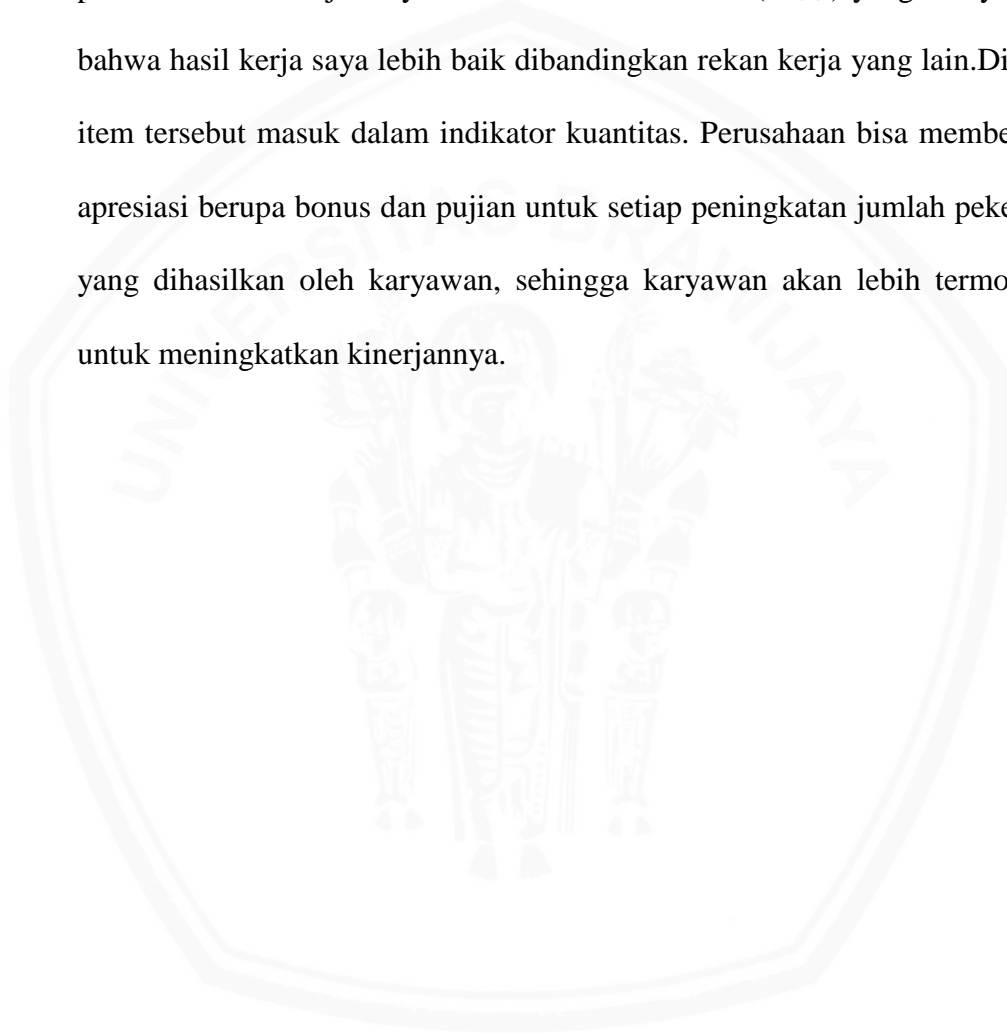 bahwa hasil kerja saya lebih baik dibandingkan rekan kerja yang lain.Di
item tersebut masuk dalam indikator kuantitas. Perusahaan bisa membe
apresiasi berupa bonus dan pujian untuk setiap peningkatan jumlah peke
yang dihasilkan oleh karyawan, sehingga karyawan akan lebih termo
untuk meningkatkan kinerjannya.
UNIVERSITAS BRAWIJAYA